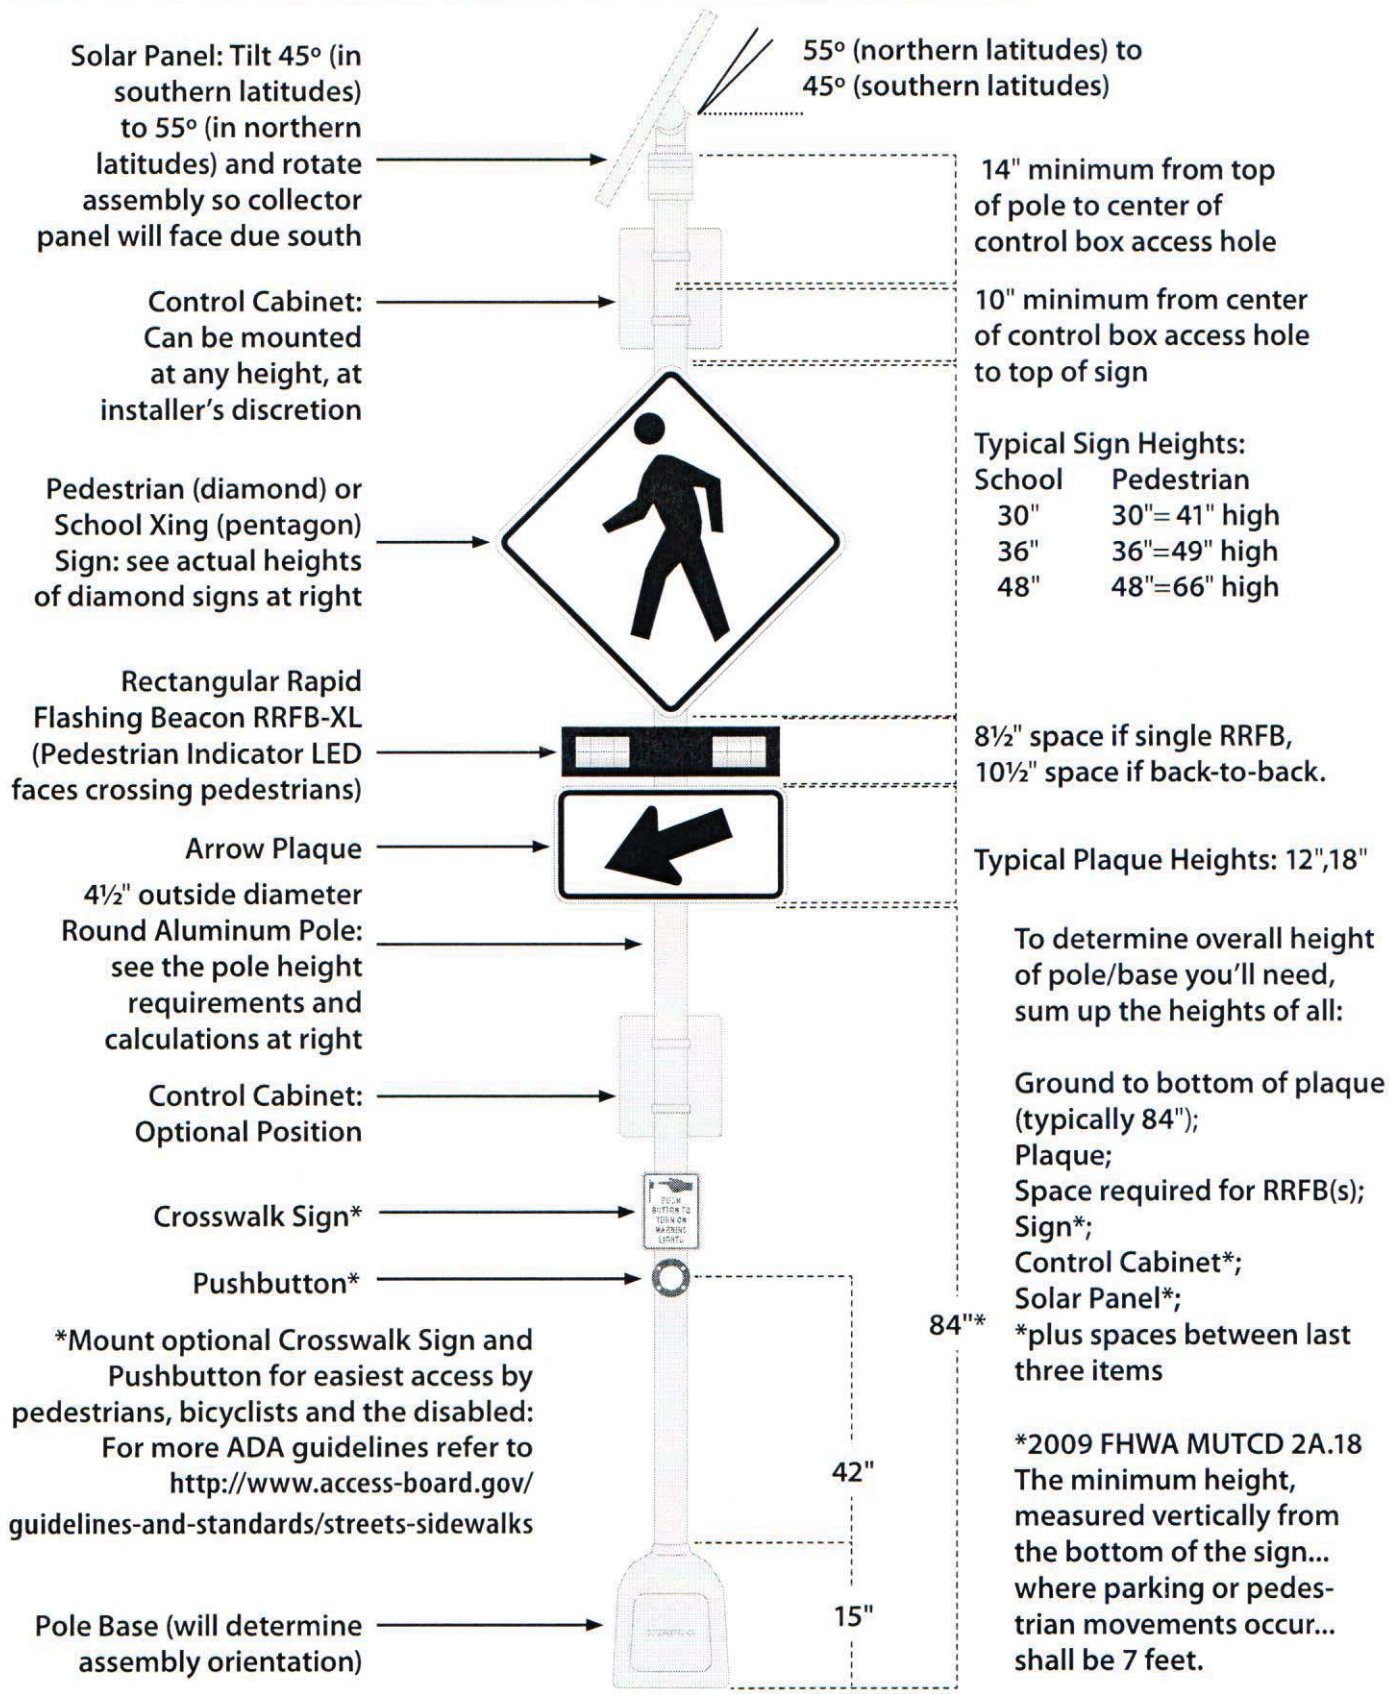 Solar Panel: Tilt 45º (in
southern latitudes)
to 55º (in northern
latitudes) and rotate
assembly so collector
panel will face due south
55º (northern latitudes) to
45º (southern latitudes)
14" minimum from top
of pole to center of
control box access hole
Control Cabinet:
Can be mounted
at any height, at
installer's discretion
10" minimum from center
of control box access hole
to top of sign
Pedestrian (diamond) or
School Xing (pentagon)
Sign: see actual heights
of diamond signs at right
Typical Sign Heights:
School Pedestrian
30" 30"= 41" high
36" 36"=49" high
48" 48"=66" high
Rectangular Rapid
Flashing Beacon RRFB-XL
(Pedestrian Indicator LED
faces crossing pedestrians)
8½" space if single RRFB,
10½" space if back-to-back.
Arrow Plaque
Typical Plaque Heights: 12",18"
4½" outside diameter
Round Aluminum Pole:
see the pole height
requirements and
calculations at right
To determine overall height
of pole/base you'll need,
sum up the heights of all:
Ground to bottom of plaque
(typically 84");
Plaque;
Space required for RRFB(s);
Sign*;
Control Cabinet*;
Solar Panel*;
*plus spaces between last
three items
Control Cabinet:
Optional Position
Crosswalk Sign*
PUSH
BUTTON TO
TURN ON
WARNING
LIGHTS
Pushbutton*
84"*
*Mount optional Crosswalk Sign and
Pushbutton for easiest access by
pedestrians, bicyclists and the disabled:
For more ADA guidelines refer to
http://www.access-board.gov/
guidelines-and-standards/streets-sidewalks
42"
*2009 FHWA MUTCD 2A.18
The minimum height,
measured vertically from
the bottom of the sign...
where parking or pedes-
trian movements occur...
shall be 7 feet.
Pole Base (will determine
assembly orientation)
15"